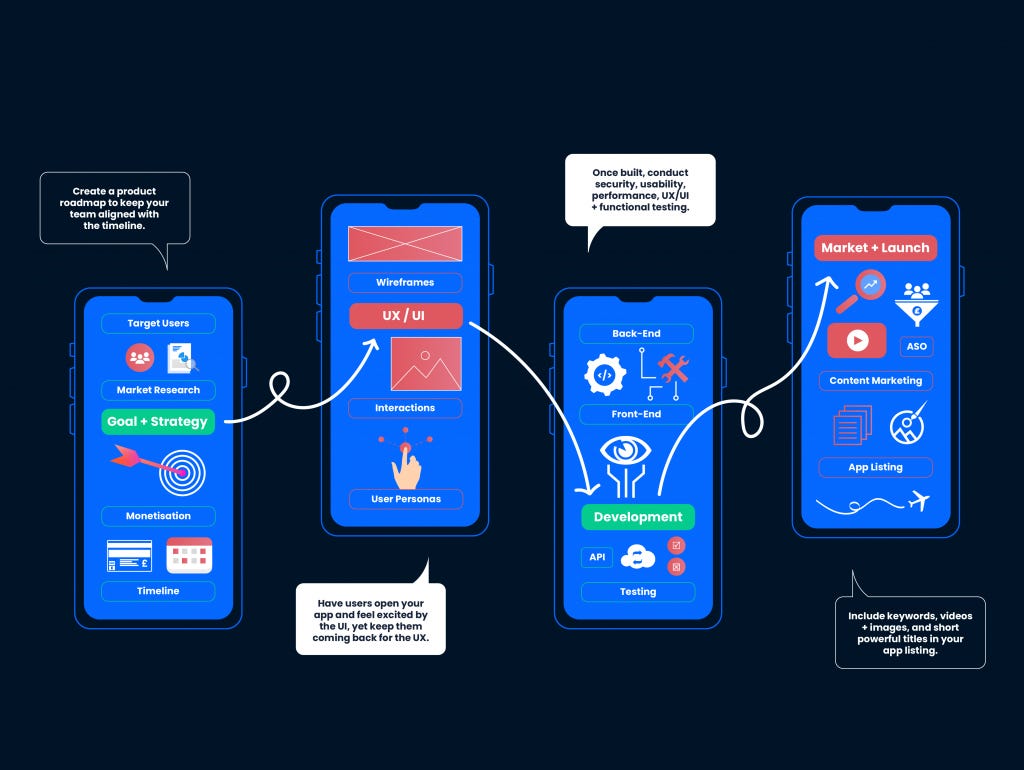 Create a product
roadmap to keep your
team aligned with
the timeline.
Target Users
Market Research
Goal + Strategy
Monetisation
£
£
Timeline
Wireframes
UX / UI
Interactions
User Personas
Have users open your
app and feel excited by
the UI, yet keep them
coming back for the UX.
Once built, conduct
security, usability,
performance, UX/UI
+ functional testing.
Back-End
</>
Front-End
Development
API
Testing
Market + Launch
£
ASO
Content Marketing
App Listing
Include keywords, videos
+ images, and short
powerful titles in your
app listing.